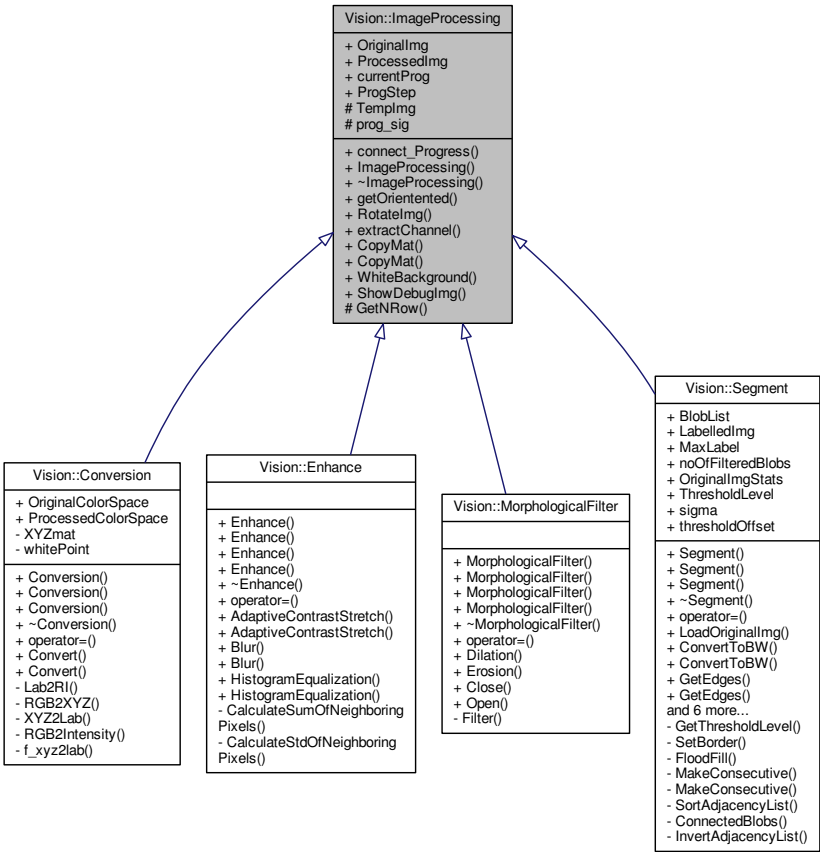 Vision::ImageProcessing
+ OriginalImg
+ ProcessedImg
+ currentProg
+ ProgStep
# TempImg
# prog_sig
+ connect_Progress()
+ ImageProcessing()
+ ~ImageProcessing()
+ getOrientented()
+ RotateImg()
+ extractChannel()
+ CopyMat()
+ CopyMat()
+ WhiteBackground()
+ ShowDebugImg()
# GetNRow()
Vision::Conversion
+ OriginalColorSpace
+ ProcessedColorSpace
- XYZmat
- whitePoint
+ Conversion()
+ Conversion()
+ Conversion()
+ ~Conversion()
+ operator=()
+ Convert()
+ Convert()
- Lab2RI()
- RGB2XYZ()
- XYZ2Lab()
- RGB2Intensity()
- f_xyz2lab()
Vision::Enhance
+ Enhance()
+ Enhance()
+ Enhance()
+ Enhance()
+ ~Enhance()
+ operator=()
+ AdaptiveContrastStretch()
+ AdaptiveContrastStretch()
+ Blur()
+ Blur()
+ HistogramEqualization()
+ HistogramEqualization()
- CalculateSumOfNeighboring
Pixels()
- CalculateStdOfNeighboring
Pixels()
Vision::MorphologicalFilter
+ MorphologicalFilter()
+ MorphologicalFilter()
+ MorphologicalFilter()
+ MorphologicalFilter()
+ ~MorphologicalFilter()
+ operator=()
+ Dilation()
+ Erosion()
+ Close()
+ Open()
- Filter()
Vision::Segment
+ BlobList
+ LabelledImg
+ MaxLabel
+ noOfFilteredBlobs
+ OriginalImgStats
+ ThresholdLevel
+ sigma
+ thresholdOffset
+ Segment()
+ Segment()
+ Segment()
+ ~Segment()
+ operator=()
+ LoadOriginalImg()
+ ConvertToBW()
+ ConvertToBW()
+ GetEdges()
+ GetEdges()
and 6 more...
- GetThresholdLevel()
- SetBorder()
- FloodFill()
- MakeConsecutive()
- MakeConsecutive()
- SortAdjacencyList()
- ConnectedBlobs()
- InvertAdjacencyList()